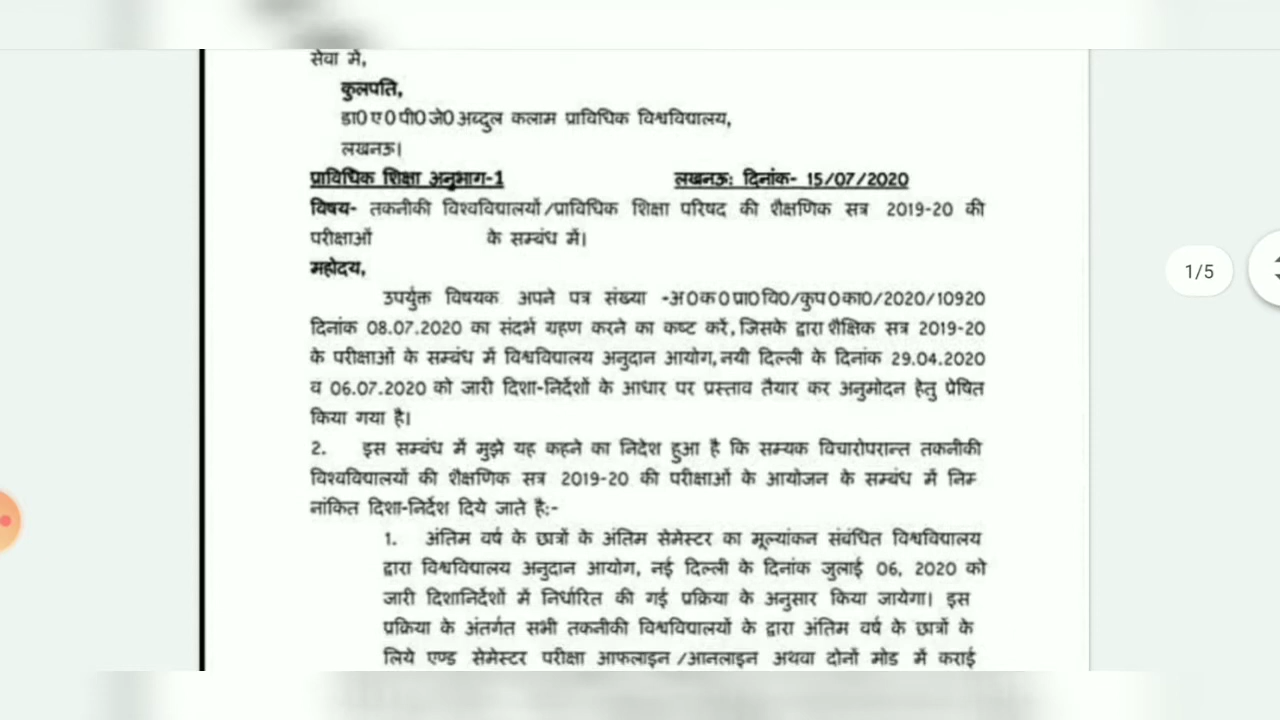 सेवा में,
कुलपति,
डा0 ए0 पी0 जे0 अब्दुल कलाम प्राविधिक विश्वविद्यालय,
लखनऊ।
प्राविधिक शिक्षा अनुभाग-1 लखनऊ: दिनांक- 15/07/2020
विषय- तकनीकी विश्वविद्यालयों/प्राविधिक शिक्षा परिषद की शैक्षणिक सत्र 2019-20 की
परीक्षाओं के सम्बंध में।
महोदय,
उपर्युक्त विषयक अपने पत्र संख्या -अ0क0प्रा0वि0/कुप0का0/2020/10920
दिनांक 08.07.2020 का संदर्भ ग्रहण करने का कष्ट करें, जिसके द्वारा शैक्षिक सत्र 2019-20
के परीक्षाओं के सम्बंध में विश्वविद्यालय अनुदान आयोग, नयी दिल्ली के दिनांक 29.04.2020
व 06.07.2020 को जारी दिशा-निर्देशों के आधार पर प्रस्ताव तैयार कर अनुमोदन हेतु प्रेषित
किया गया है।
2. इस सम्बंध में मुझे यह कहने का निदेश हुआ है कि सम्यक विचारोपरान्त तकनीकी
विश्वविद्यालयों की शैक्षणिक सत्र 2019-20 की परीक्षाओं के आयोजन के सम्बंध में निम्
नांकित दिशा-निर्देश दिये जाते है:-
1. अंतिम वर्ष के छात्रों के अंतिम सेमेस्टर का मूल्यांकन संबंधित विश्वविद्यालय
द्वारा विश्वविद्यालय अनुदान आयोग, नई दिल्ली के दिनांक जुलाई 06, 2020 को
जारी दिशानिर्देशों में निर्धारित की गई प्रक्रिया के अनुसार किया जायेगा। इस
प्रक्रिया के अंतर्गत सभी तकनीकी विश्वविद्यालयों के द्वारा अंतिम वर्ष के छात्रों के
लिये एण्ड सेमेस्टर परीक्षा आफलाइन /आनलाइन अथवा दोनों मोड में कराई
1/5